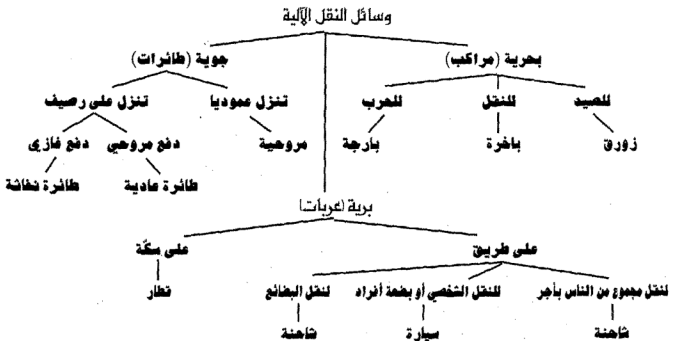 وسائل النقل الآلية
بحرية (مراكب) جوية (طائرات)
للصيد للنقل للحرب تنزل عموديا تنزل على رصيف
زورق باخرة بارجة مروحية دفع مروحي دفع غازي
طائرة عادية طائرة نفاثة
برية (عربات)
على طريق على سكّة
لنقل مجموع من الناس بأجر للنقل الشخصي أو بضعة أفراد لنقل البضائع قطار
شاحنة سيارة شاحنة